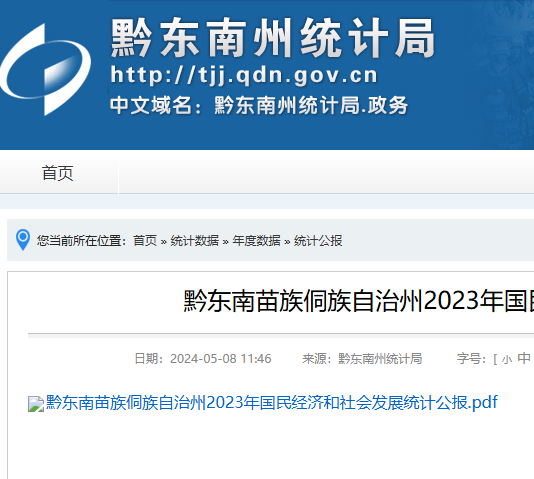 黔东南州统计局
http://tjj.qdn.gov.cn
中文域名：黔东南州统计局.政务
首页
您当前所在位置：首页 » 统计数据 » 年度数据 » 统计公报
黔东南苗族侗族自治州2023年国
日期：2024-05-08 11:46 来源：黔东南州统计局 字号：[ 小 中
黔东南苗族侗族自治州2023年国民经济和社会发展统计公报.pdf